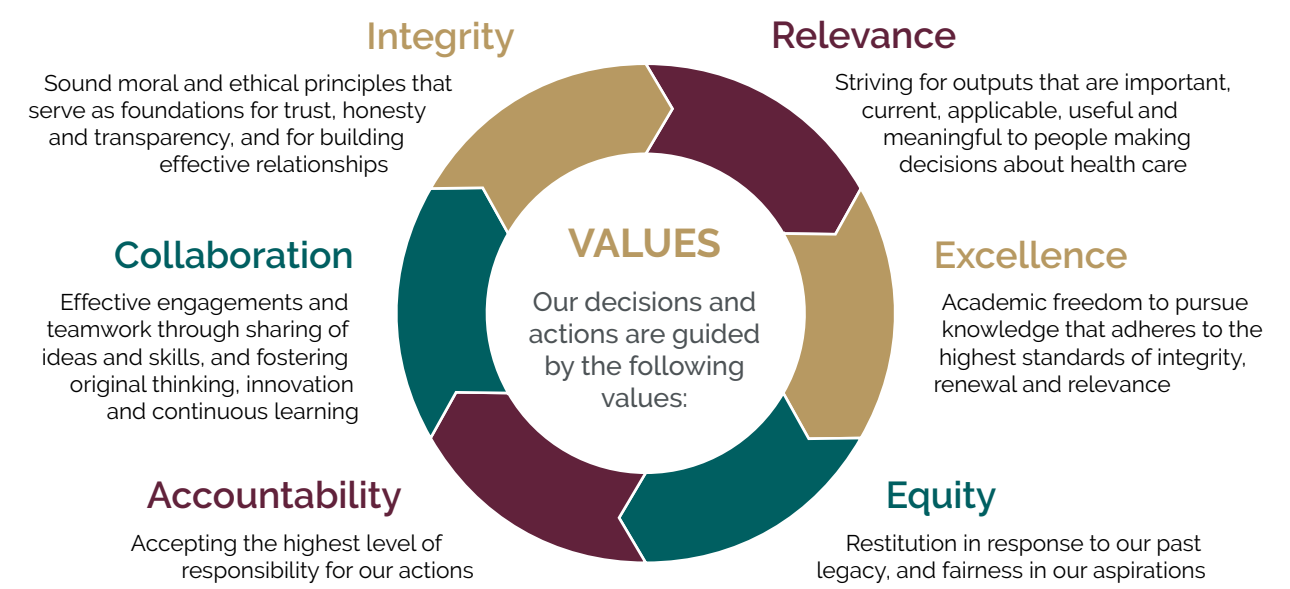 VALUES
Our decisions and
actions are guided
by the following
values:
Integrity
Sound moral and ethical principles that
serve as foundations for trust, honesty
and transparency, and for building
effective relationships
Relevance
Striving for outputs that are important,
current, applicable, useful and
meaningful to people making
decisions about health care
Collaboration
Effective engagements and
teamwork through sharing of
ideas and skills, and fostering
original thinking, innovation
and continuous learning
Excellence
Academic freedom to pursue
knowledge that adheres to the
highest standards of integrity,
renewal and relevance
Accountability
Accepting the highest level of
responsibility for our actions
Equity
Restitution in response to our past
legacy, and fairness in our aspirations